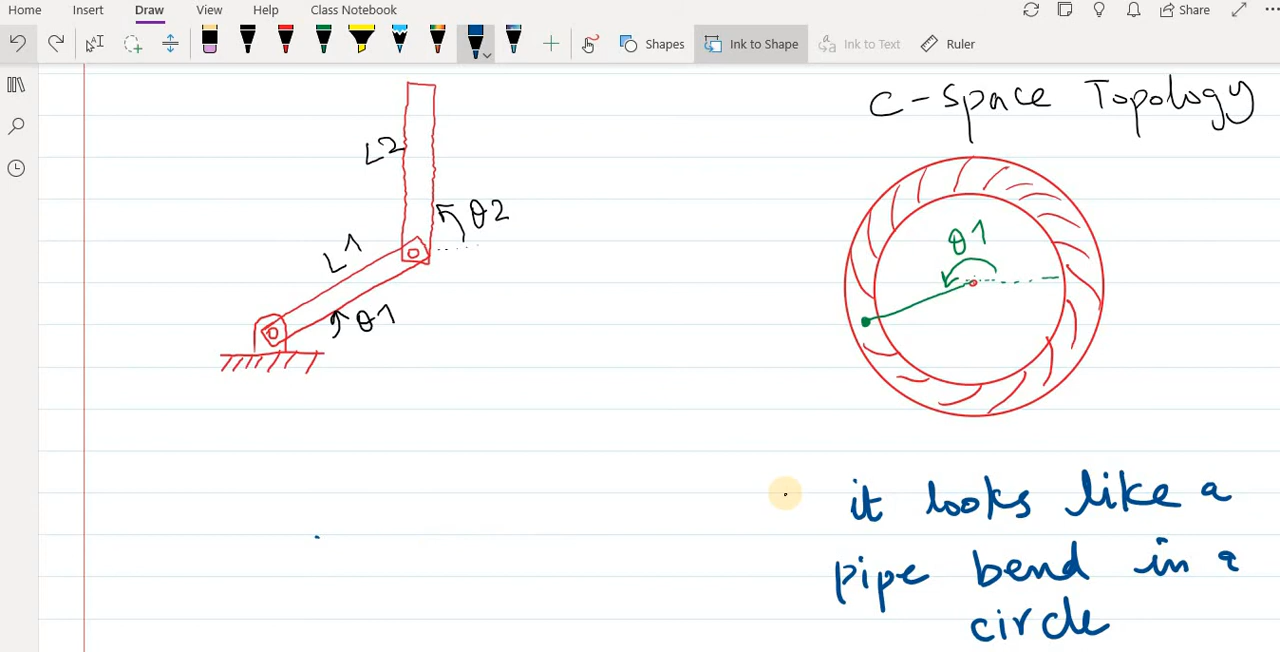 Home Insert Draw View Help Class Notebook Share
Shapes Ink to Shape Ink to Text Ruler
C-Space Topology
L2
θ2
L1
θ1
θ1
it looks like a
pipe bend in a
circle